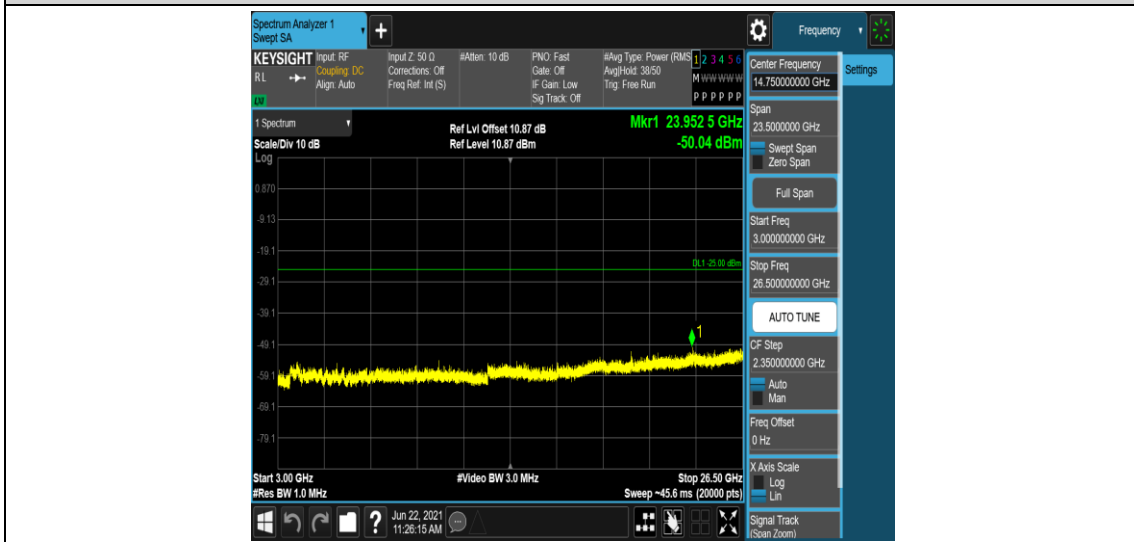 Spectrum Analyzer 1
Swept SA
+
Frequency
KEYSIGHT
RL
LXI
Input: RF
Coupling: DC
Align: Auto
Input Z: 50 Ω
Corrections: Off
Freq Ref: Int (S)
#Atten: 10 dB
PNO: Fast
Gate: Off
IF Gain: Low
Sig Track: Off
#Avg Type: Power (RMS
Avg|Hold: 38/50
Trig: Free Run
1 2 3 4 5 6
M W W W W W
P P P P P P
1 Spectrum
Scale/Div 10 dB
Ref Lvl Offset 10.87 dB
Ref Level 10.87 dBm
Mkr1 23.952 5 GHz
-50.04 dBm
Log
0.870
-9.13
-19.1
DL1 -25.00 dBm
-29.1
-39.1
1
-49.1
-59.1
-69.1
-79.1
Start 3.00 GHz
#Video BW 3.0 MHz
Stop 26.50 GHz
#Res BW 1.0 MHz
Sweep ~45.6 ms (20000 pts)
?
Jun 22, 2021
11:26:15 AM
Center Frequency
14.750000000 GHz
Settings
Span
23.5000000 GHz
Swept Span
Zero Span
Full Span
Start Freq
3.000000000 GHz
Stop Freq
26.500000000 GHz
AUTO TUNE
CF Step
2.350000000 GHz
Auto
Man
Freq Offset
0 Hz
X Axis Scale
Log
Lin
Signal Track
(Span Zoom)